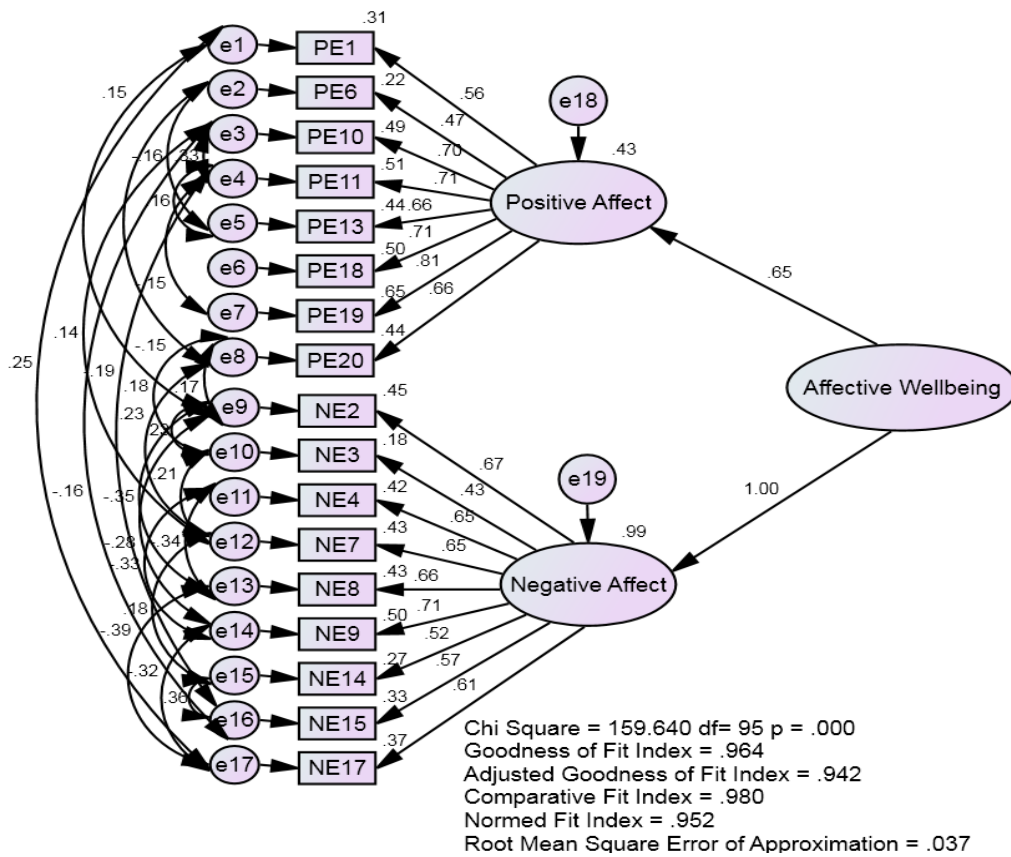 .31
e1
PE1
.22
.56
e18
.15
e2
PE6
.47
.49
.43
e3
PE10
.70
-.16
.33
.51
e4
PE11
.71
Positive Affect
.16
.44
.66
e5
PE13
.71
.50
e6
PE18
.81
.65
.65
-.15
.66
e7
PE19
.14
.44
.25
-.15
e8
PE20
-.19
.18
.17
.45
Affective Wellbeing
.23
e9
NE2
.22
.18
e10
NE3
.67
e19
.21
.43
1.00
-.16
-.35
e11
.42
NE4
.65
.99
-.28
-.34
e12
.43
NE7
.65
-.33
e13
.43
NE8
.66
Negative Affect
.18
.50
.71
-.39
e14
NE9
.52
-.32
.27
.57
e15
NE14
.61
.36
.33
e16
NE15
.37
e17
NE17
Chi Square = 159.640 df= 95 p = .000
Goodness of Fit Index = .964
Adjusted Goodness of Fit Index = .942
Comparative Fit Index = .980
Normed Fit Index = .952
Root Mean Square Error of Approximation = .037